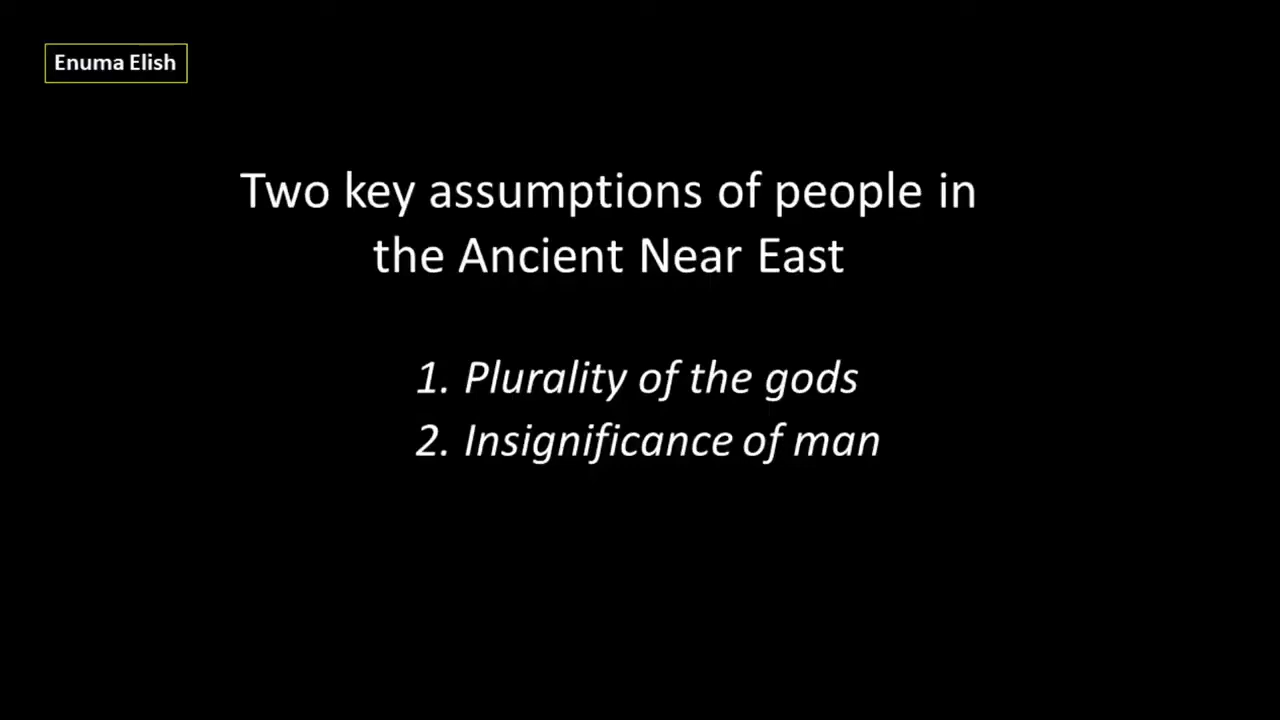 Enuma Elish
Two key assumptions of people in
the Ancient Near East
1. Plurality of the gods
2. Insignificance of man